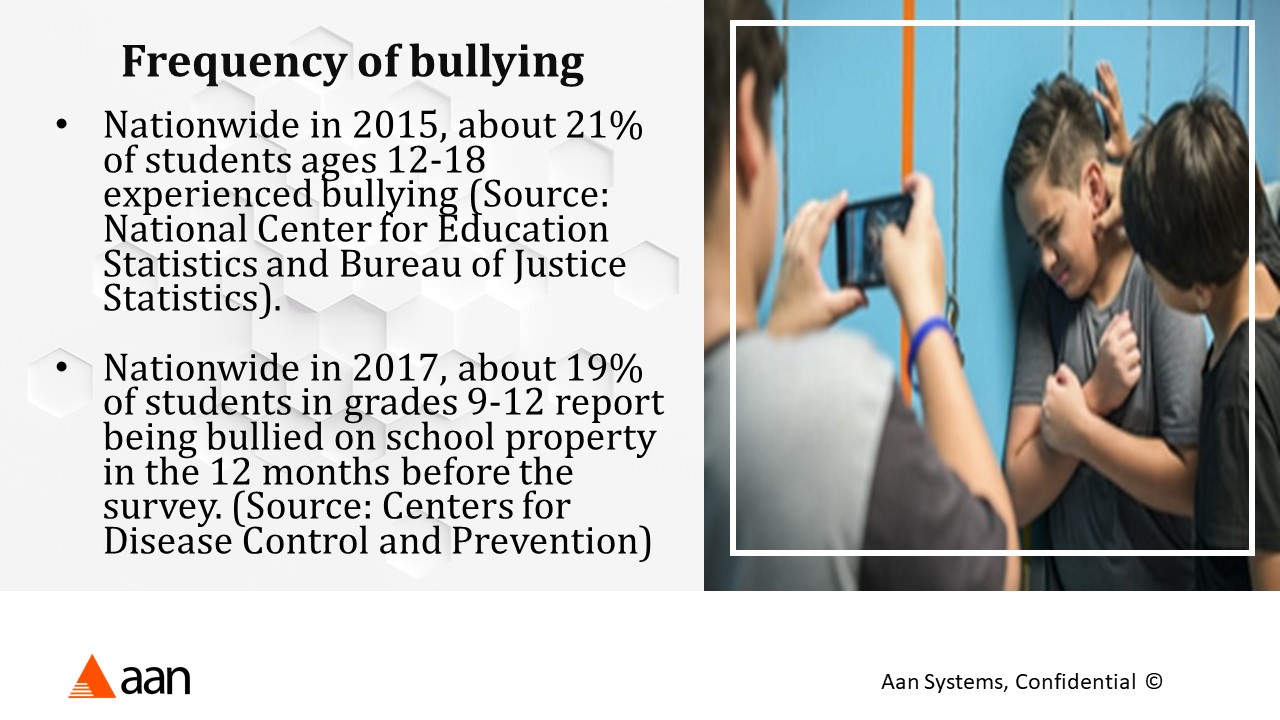 Frequency of bullying
• Nationwide in 2015, about 21%
of students ages 12-18
experienced bullying (Source:
National Center for Education
Statistics and Bureau of Justice
Statistics).
• Nationwide in 2017, about 19%
of students in grades 9-12 report
being bullied on school property
in the 12 months before the
survey. (Source: Centers for
Disease Control and Prevention)
aan
Aan Systems, Confidential ©